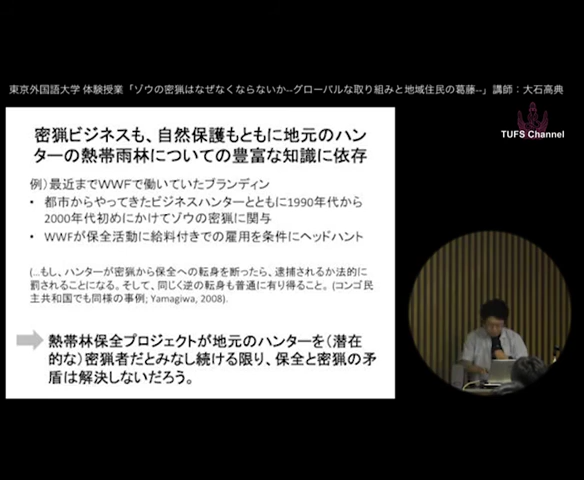 東京外国語大学 体験授業「ゾウの密猟はなぜなくならないか--グローバルな取り組みと地域住民の葛藤--」講師：大石高典
TUFS Channel
密猟ビジネスも、自然保護もともに地元のハン
ターの熱帯雨林についての豊富な知識に依存
例）最近までWWFで働いていたブランディン
• 都市からやってきたビジネスハンターとともに1990年代から
2000年代初めにかけてゾウの密猟に関与
• WWFが保全活動に給料付きでの雇用を条件にヘッドハント
(…もし、ハンターが密猟から保全への転身を断ったら、逮捕されるか法的に
罰されることになる。そして、同じく逆の転身も普通に有り得ること。（コンゴ民
主共和国でも同様の事例; Yamagiwa, 2008).
熱帯林保全プロジェクトが地元のハンターを（潜在
的な）密猟者だとみなし続ける限り、保全と密猟の矛
盾は解決しないだろう。